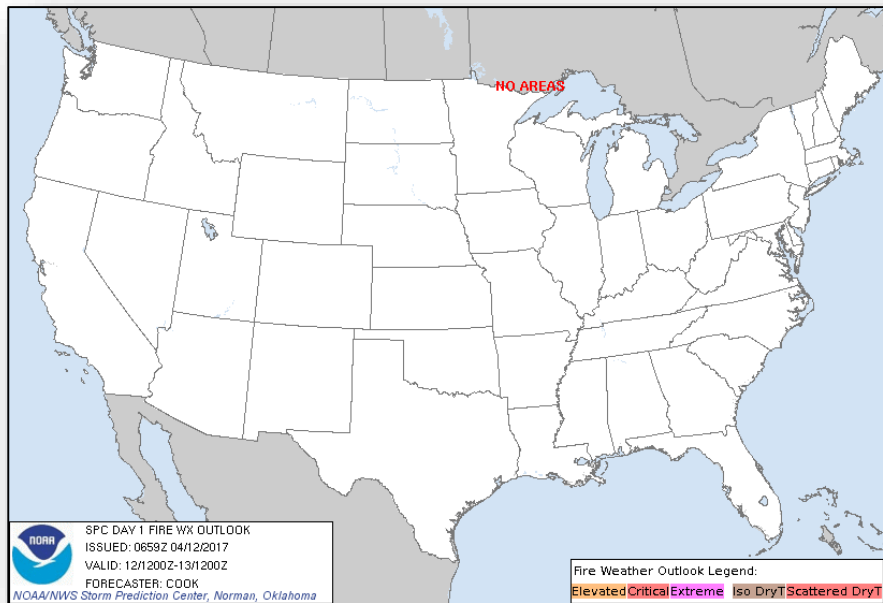 NO AREAS
NOAA
SPC DAY 1 FIRE WX OUTLOOK
ISSUED: 0659Z 04/12/2017
VALID: 12/1200Z-13/1200Z
FORECASTER: COOK
NOAA/NWS Storm Prediction Center, Norman, Oklahoma
Fire Weather Outlook Legend:
Elevated Critical Extreme Iso DryT Scattered DryT